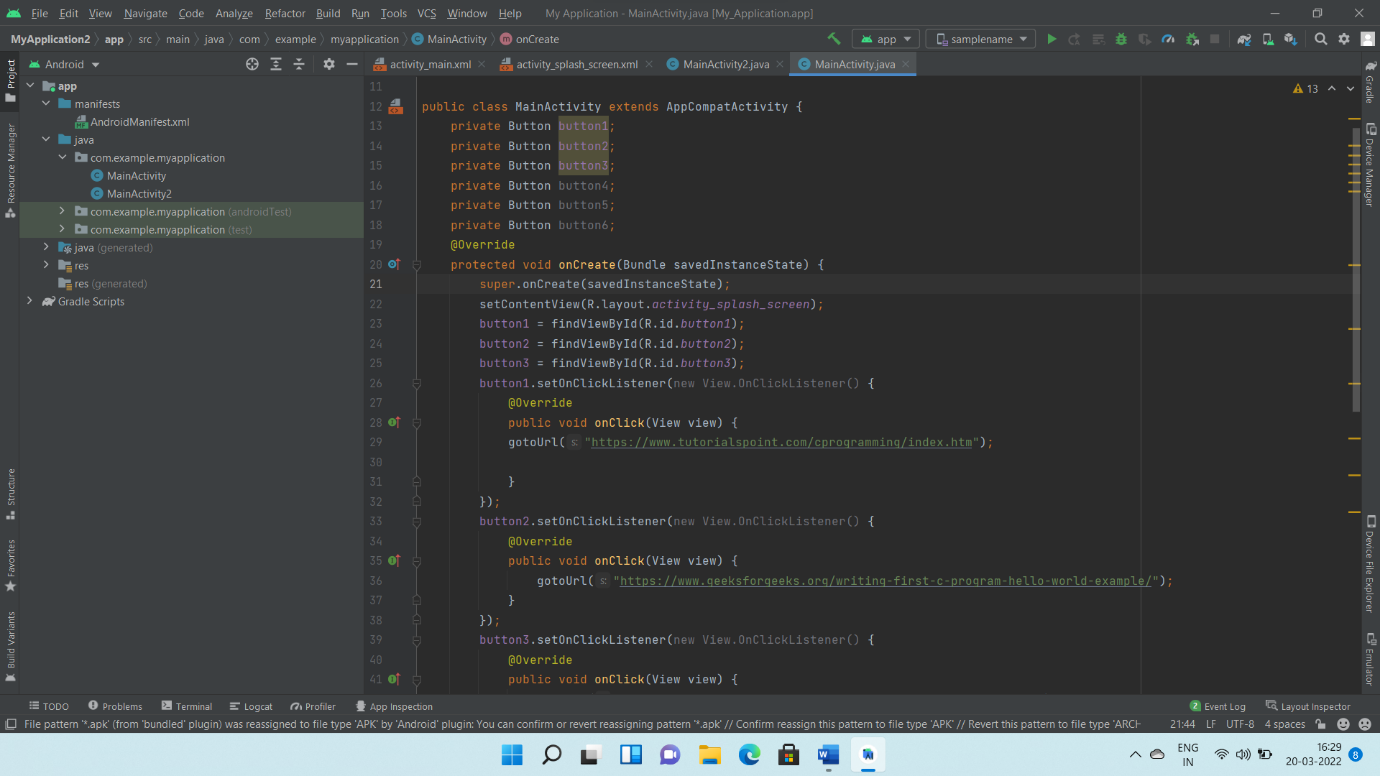 File Edit View Navigate Code Analyze Refactor Build Run Tools VCS Window Help My Application - MainActivity.java [My_Application.app]
MyApplication2 app src main java com example myapplication MainActivity onCreate app samplename
Android activity_main.xml activity_splash_screen.xml MainActivity2.java MainActivity.java
Project
Resource Manager
Structure
Favorites
Build Variants
app
manifests
AndroidManifest.xml
java
com.example.myapplication
MainActivity
MainActivity2
com.example.myapplication (androidTest)
com.example.myapplication (test)
java (generated)
res
res (generated)
Gradle Scripts
11
12 public class MainActivity extends AppCompatActivity {
13 private Button button1;
14 private Button button2;
15 private Button button3;
16 private Button button4;
17 private Button button5;
18 private Button button6;
19 @Override
20 protected void onCreate(Bundle savedInstanceState) {
21 super.onCreate(savedInstanceState);
22 setContentView(R.layout.activity_splash_screen);
23 button1 = findViewById(R.id.button1);
24 button2 = findViewById(R.id.button2);
25 button3 = findViewById(R.id.button3);
26 button1.setOnClickListener(new View.OnClickListener() {
27 @Override
28 public void onClick(View view) {
29 gotoUrl( s: "https://www.tutorialspoint.com/cprogramming/index.htm");
30
31 }
32 });
33 button2.setOnClickListener(new View.OnClickListener() {
34 @Override
35 public void onClick(View view) {
36 gotoUrl( s: "https://www.geeksforgeeks.org/writing-first-c-program-hello-world-example/");
37 }
38 });
39 button3.setOnClickListener(new View.OnClickListener() {
40 @Override
41 public void onClick(View view) {
13
Gradle
Device Manager
Device File Explorer
Emulator
TODO Problems Terminal Logcat Profiler App Inspection 2 Event Log Layout Inspector
File pattern '*.apk' (from 'bundled' plugin) was reassigned to file type 'APK' by 'Android' plugin: You can confirm or revert reassigning pattern '*.apk' // Confirm reassign this pattern to file type 'APK' // Revert this pattern to file type 'ARCH 21:44 LF UTF-8 4 spaces
ENG
IN
16:29
20-03-2022
8